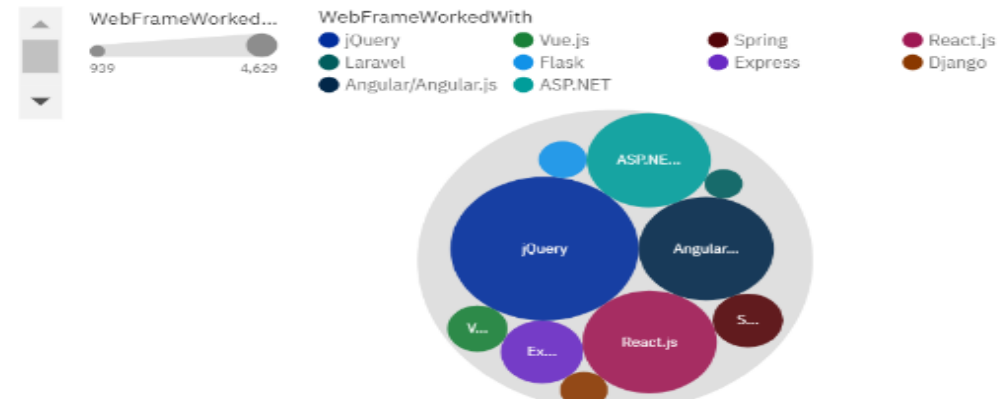 WebFrameWorked...
939
4,629
WebFrameWorkedWith
jQuery
Vue.js
Spring
React.js
Laravel
Flask
Express
Django
Angular/Angular.js
ASP.NET
ASP.NE...
jQuery
Angular...
V...
Ex...
React.js
S...